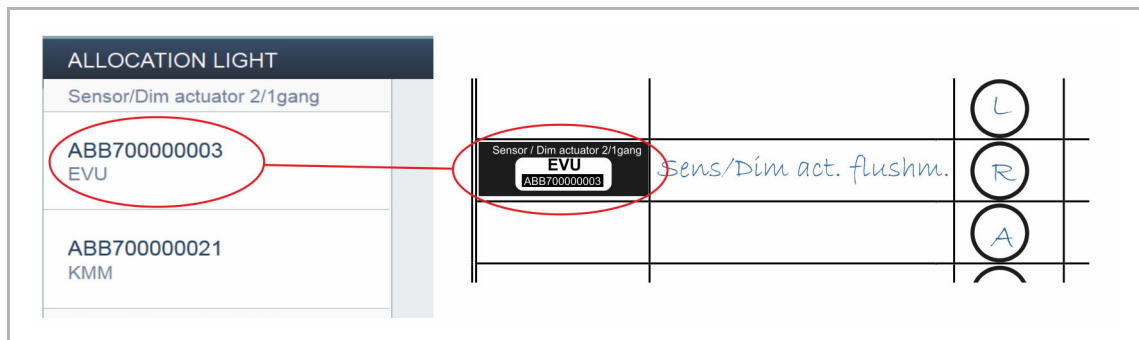 ALLOCATION LIGHT
Sensor/Dim actuator 2/1gang
ABB700000003
EVU
ABB700000021
KMM
L
Sensor / Dim actuator 2/1gang
EVU
ABB700000003
Sens/Dim act. flushm.
R
A